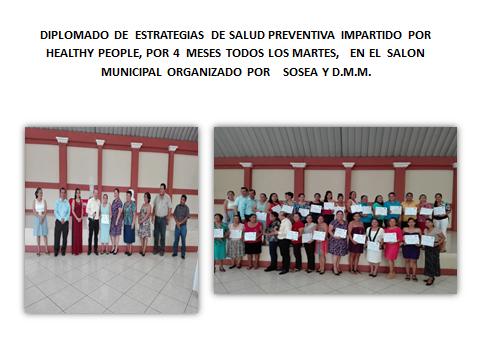 DIPLOMADO DE ESTRATEGIAS DE SALUD PREVENTIVA IMPARTIDO POR
HEALTHY PEOPLE, POR 4 MESES TODOS LOS MARTES, EN EL SALON
MUNICIPAL ORGANIZADO POR SOSEA Y D.M.M.